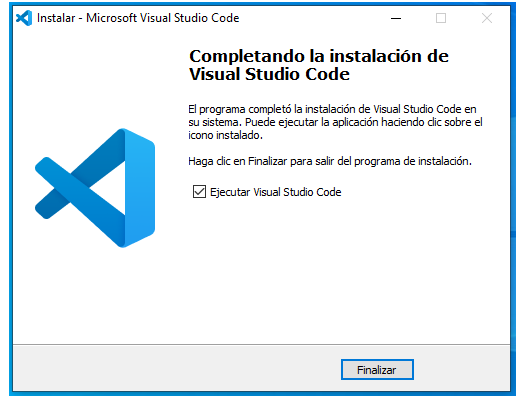 Instalar - Microsoft Visual Studio Code
Completando la instalación de
Visual Studio Code
El programa completó la instalación de Visual Studio Code en
su sistema. Puede ejecutar la aplicación haciendo clic sobre el
icono instalado.
Haga clic en Finalizar para salir del programa de instalación.
Ejecutar Visual Studio Code
Finalizar